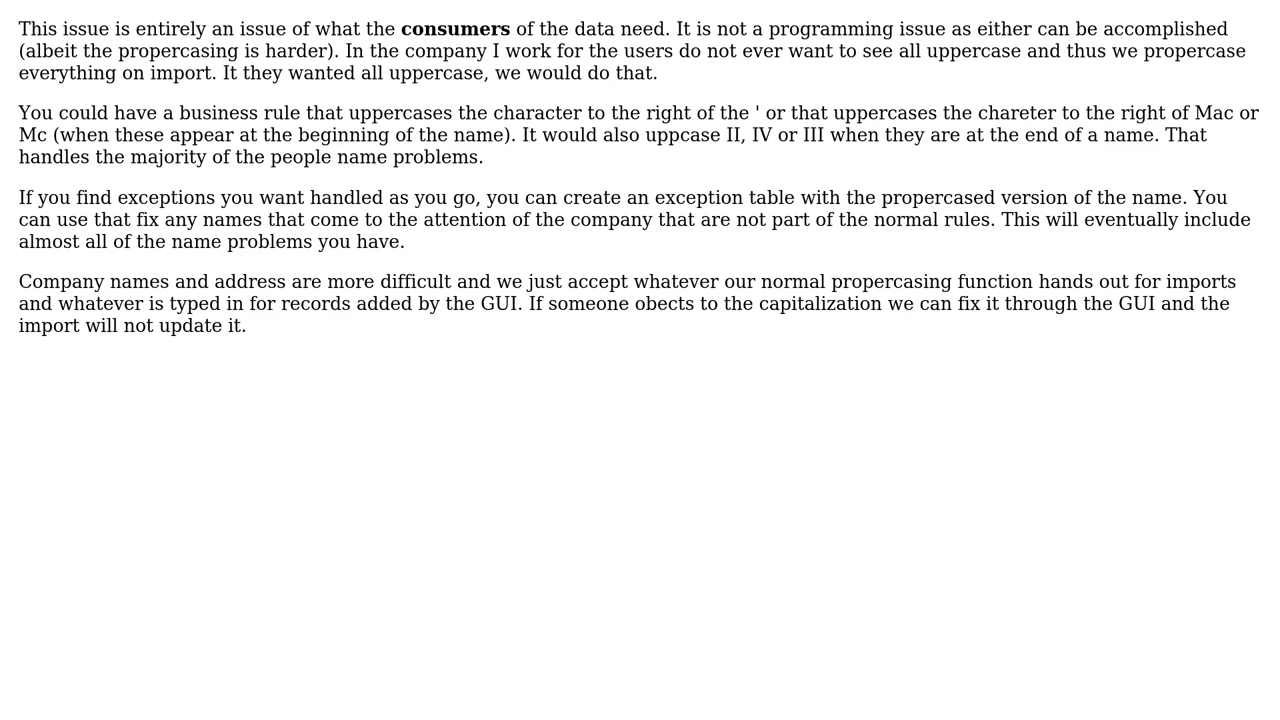 This issue is entirely an issue of what the consumers of the data need. It is not a programming issue as either can be accomplished
(albeit the propercasing is harder). In the company I work for the users do not ever want to see all uppercase and thus we propercase
everything on import. It they wanted all uppercase, we would do that.
You could have a business rule that uppercases the character to the right of the ' or that uppercases the chareter to the right of Mac or
Mc (when these appear at the beginning of the name). It would also uppcase II, IV or III when they are at the end of a name. That
handles the majority of the people name problems.
If you find exceptions you want handled as you go, you can create an exception table with the propercased version of the name. You
can use that fix any names that come to the attention of the company that are not part of the normal rules. This will eventually include
almost all of the name problems you have.
Company names and address are more difficult and we just accept whatever our normal propercasing function hands out for imports
and whatever is typed in for records added by the GUI. If someone obects to the capitalization we can fix it through the GUI and the
import will not update it.